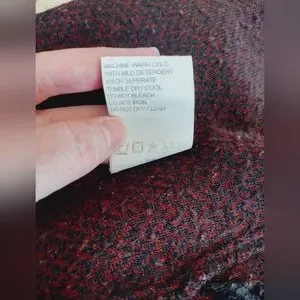 MACHINE WASH COLD
WITH MILD DETERGENT
WASH SEPERATE
TUMBLE DRY COOL
DO NOT BLEACH
DO NOT IRON
DO NOT DRY CLEAN